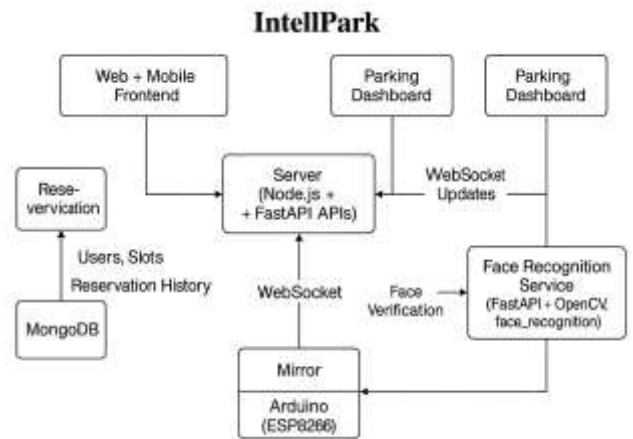 IntellPark
Web + Mobile
Frontend
Parking
Dashboard
Parking
Dashboard
Server
(Node.js +
+ FastAPI APIs)
WebSocket
Updates
Rese-
vervication
Users, Slots
Reservation History
MongoDB
WebSocket
Face
Verification
Face Recognition
Service
(FastAPI + OpenCV,
face_recognition)
Mirror
Arduino
(ESP8266)